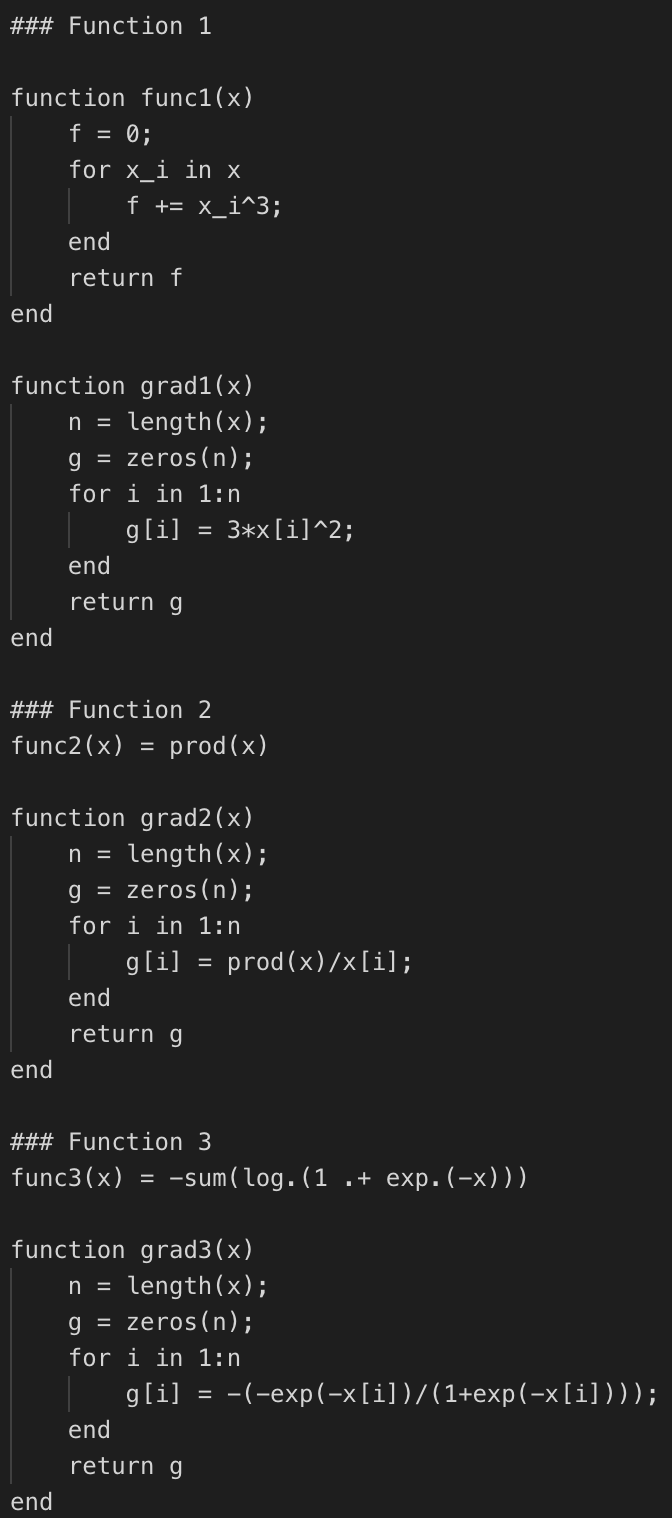 ### Function 1
function func1(x)
    f = 0;
    for x_i in x
        f += x_i^3;
    end
    return f
end
function grad1(x)
    n = length(x);
    g = zeros(n);
    for i in 1:n
        g[i] = 3*x[i]^2;
    end
    return g
end
### Function 2
func2(x) = prod(x)
function grad2(x)
    n = length(x);
    g = zeros(n);
    for i in 1:n
        g[i] = prod(x)/x[i];
    end
    return g
end
### Function 3
func3(x) = -sum(log.(1 .+ exp.(-x)))
function grad3(x)
    n = length(x);
    g = zeros(n);
    for i in 1:n
        g[i] = -(-exp(-x[i])/(1+exp(-x[i])));
    end
    return g
end